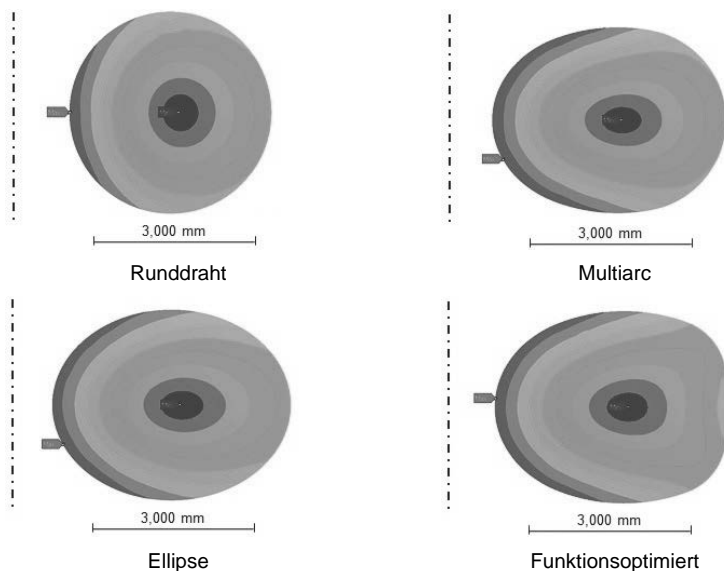 3,000 mm
Runddraht
3,000 mm
Multiarc
3,000 mm
Ellipse
3,000 mm
Funktionsoptimiert